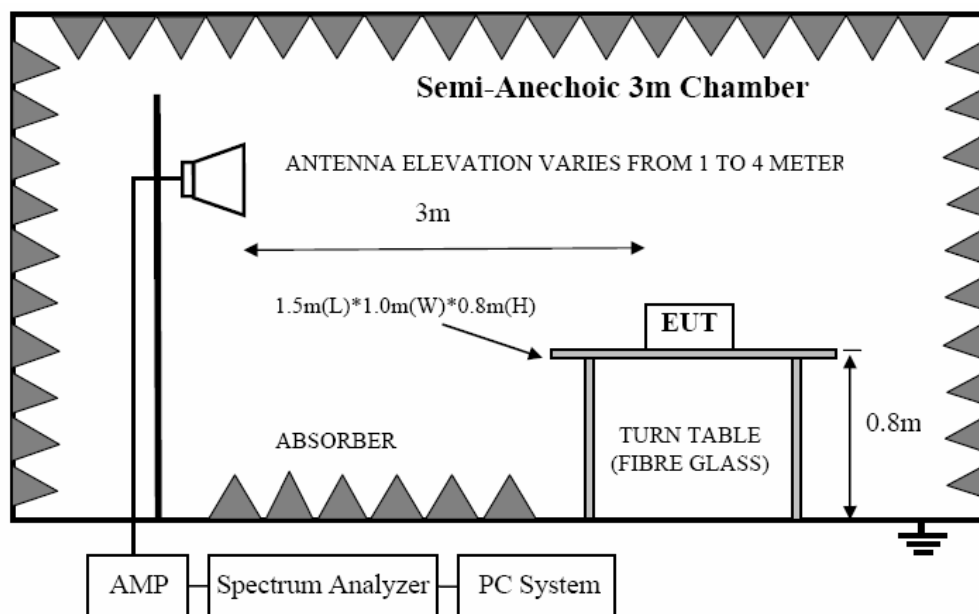 Semi-Anechoic 3m Chamber
ANTENNA ELEVATION VARIES FROM 1 TO 4 METER
3m
1.5m(L)*1.0m(W)*0.8m(H)
EUT
ABSORBER
TURN TABLE
(FIBRE GLASS)
0.8m
AMP
Spectrum Analyzer
PC System